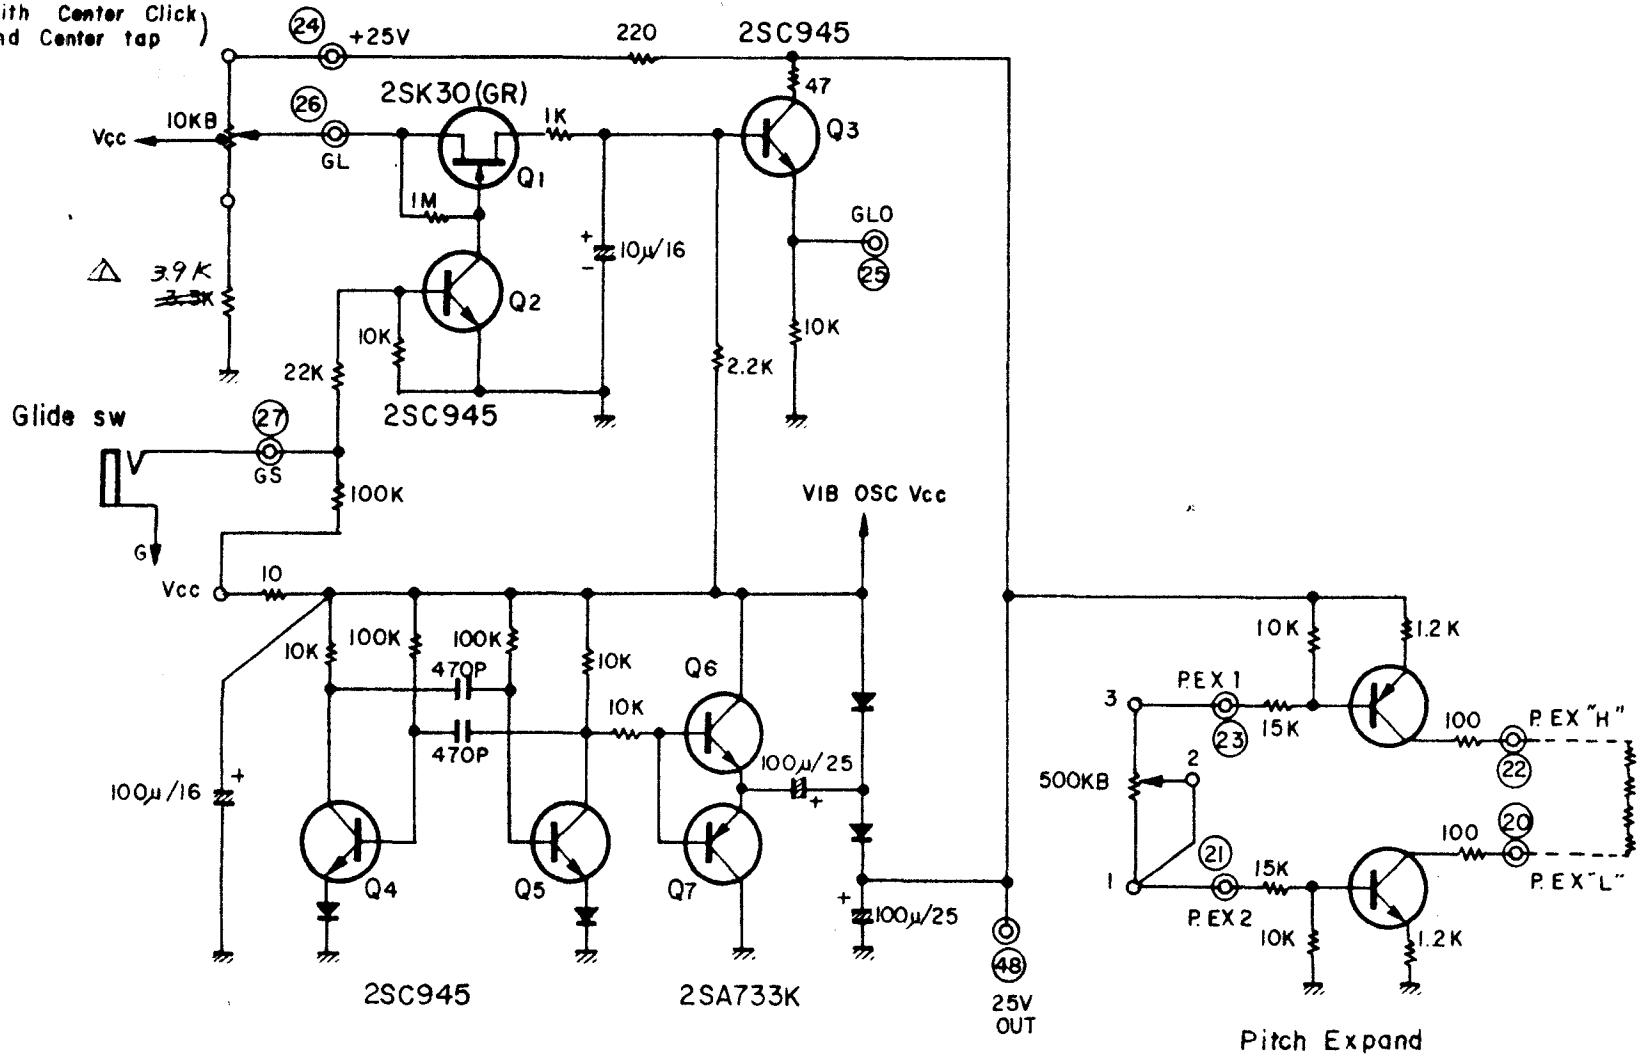 ith Center Click)
nd Center tap
24
+25V
220
2SC945
47
2SK30(GR)
26
1K
10KB
Vcc
GL
Q3
Q1
1M
GLO
10μ/16
+
-
25
3.9K
3.3K
Q2
10K
10K
22K
2.2K
2SC945
Glide sw
27
GS
100K
VIB OSC Vcc
G
Vcc
10
10K
100K
100K
10K
470P
470P
10K
Q6
100μ/25
+
100μ/16
+
Q4
Q5
Q7
+
100μ/25
2SC945
2SA733K
48
25V
OUT
10K
1.2K
P.EX 1
3
23
15K
100
P.EX "H"
22
2
500KB
20
100
21
1
15K
P.EX "L"
P.EX 2
10K
1.2K
Pitch Expand